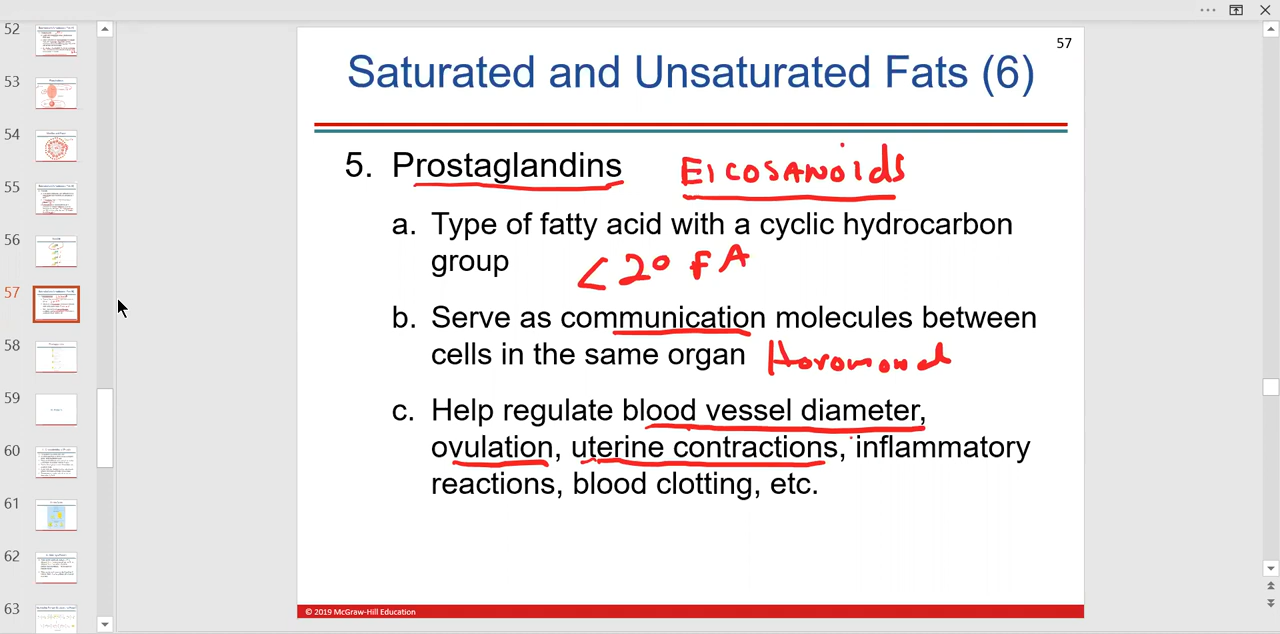 52
53
54
55
56
57
58
59
60
61
62
63
57
Saturated and Unsaturated Fats (6)
5. Prostaglandins EICOSANOIDS
a. Type of fatty acid with a cyclic hydrocarbon
group < 20 FA
b. Serve as communication molecules between
cells in the same organ
c. Help regulate blood vessel diameter,
ovulation, uterine contractions, inflammatory
reactions, blood clotting, etc.
© 2019 McGraw-Hill Education